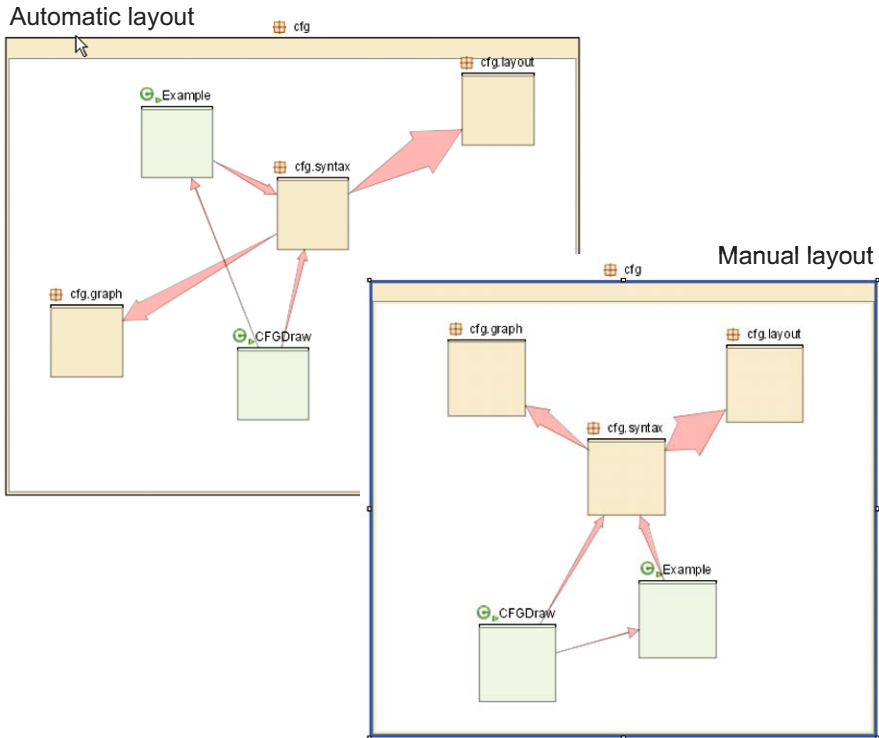 Automatic layout
cfg
cfg.layout
Example
cfg.syntax
cfg.graph
CFGDraw
Manual layout
cfg
cfg.graph
cfg.layout
cfg.syntax
Example
CFGDraw